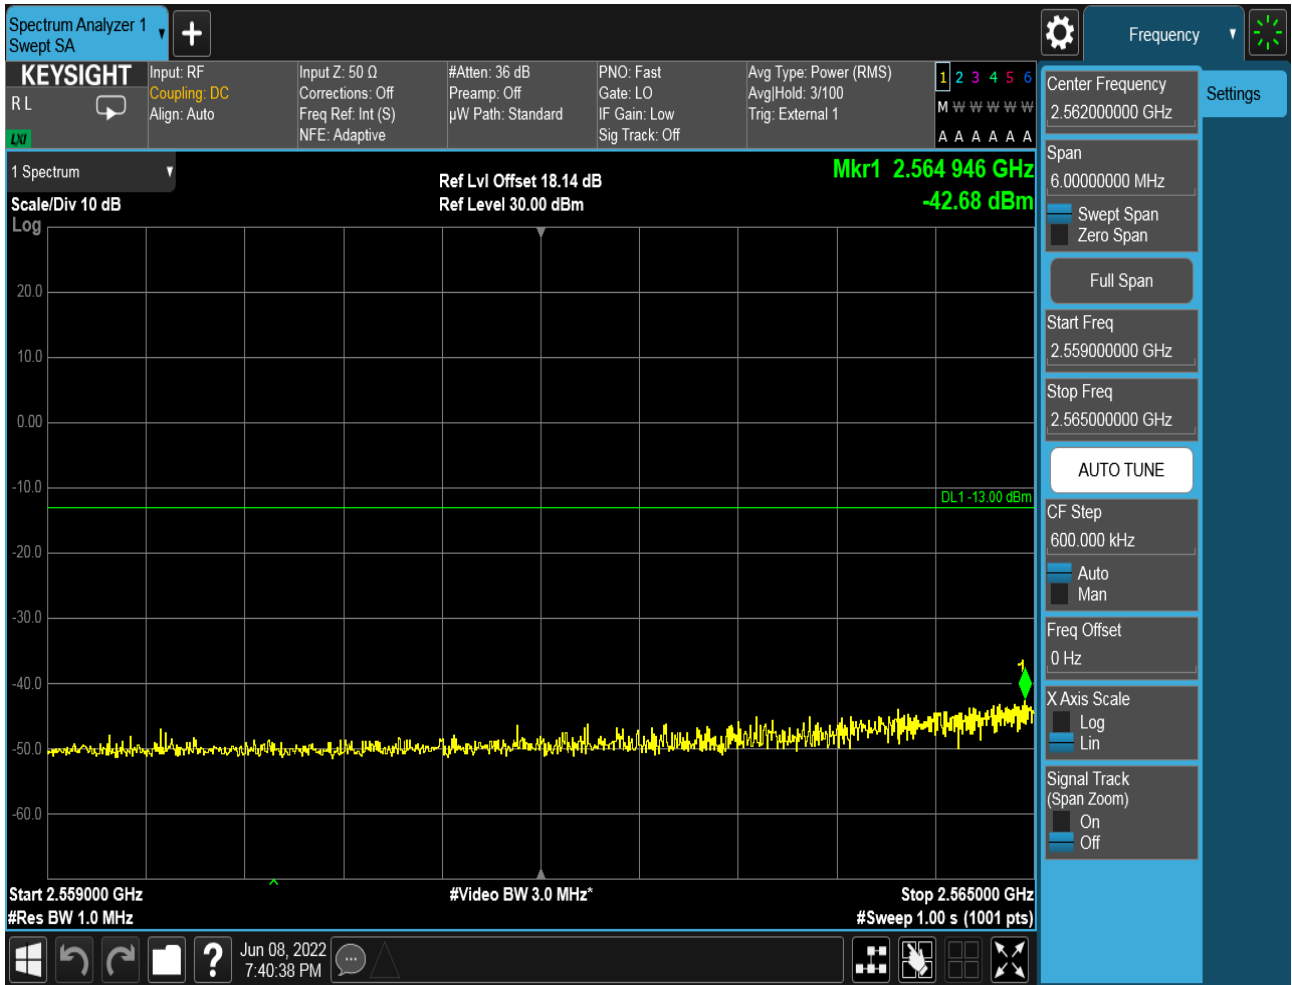 Spectrum Analyzer 1
Swept SA
Frequency
KEYSIGHT
R L
LXI
Input: RF
Coupling: DC
Align: Auto
Input Z: 50 Ω
Corrections: Off
Freq Ref: Int (S)
NFE: Adaptive
#Atten: 36 dB
Preamp: Off
µW Path: Standard
PNO: Fast
Gate: LO
IF Gain: Low
Sig Track: Off
Avg Type: Power (RMS)
Avg|Hold: 3/100
Trig: External 1
1 2 3 4 5 6
M W W W W W
A A A A A A
1 Spectrum
Scale/Div 10 dB
Log
Ref Lvl Offset 18.14 dB
Ref Level 30.00 dBm
Mkr1 2.564 946 GHz
-42.68 dBm
20.0
10.0
0.00
-10.0
DL1 -13.00 dBm
-20.0
-30.0
-40.0
1
-50.0
-60.0
Start 2.559000 GHz
#Res BW 1.0 MHz
#Video BW 3.0 MHz*
Stop 2.565000 GHz
#Sweep 1.00 s (1001 pts)
?
Jun 08, 2022
7:40:38 PM
Center Frequency
2.562000000 GHz
Settings
Span
6.00000000 MHz
Swept Span
Zero Span
Full Span
Start Freq
2.559000000 GHz
Stop Freq
2.565000000 GHz
AUTO TUNE
CF Step
600.000 kHz
Auto
Man
Freq Offset
0 Hz
X Axis Scale
Log
Lin
Signal Track
(Span Zoom)
On
Off